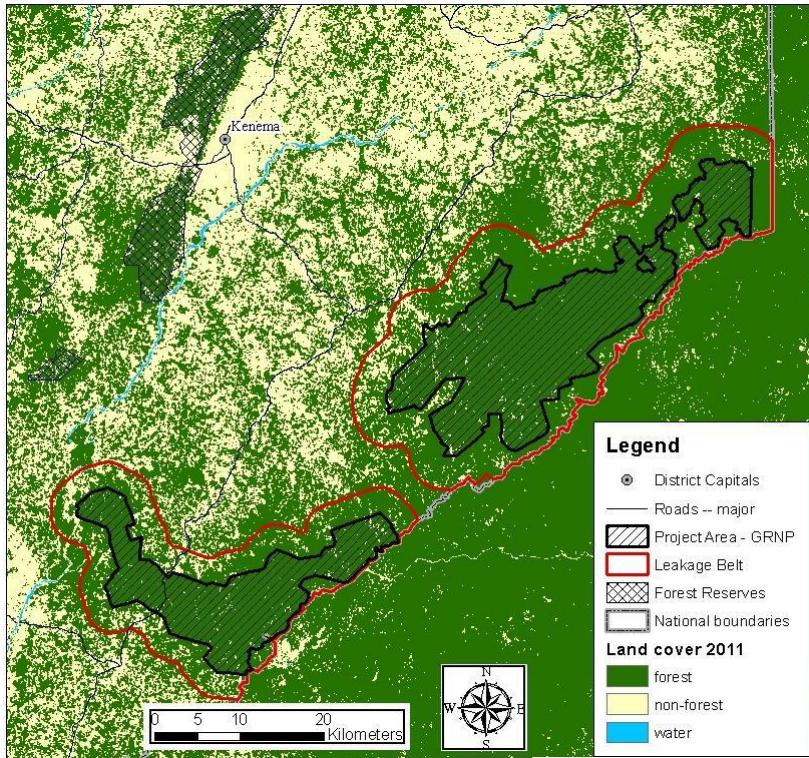 Kenema
Legend
District Capitals
Roads -- major
Project Area - GRNP
Leakage Belt
Forest Reserves
National boundaries
Land cover 2011
forest
non-forest
water
0 5 10 20
Kilometers
N
W E
S